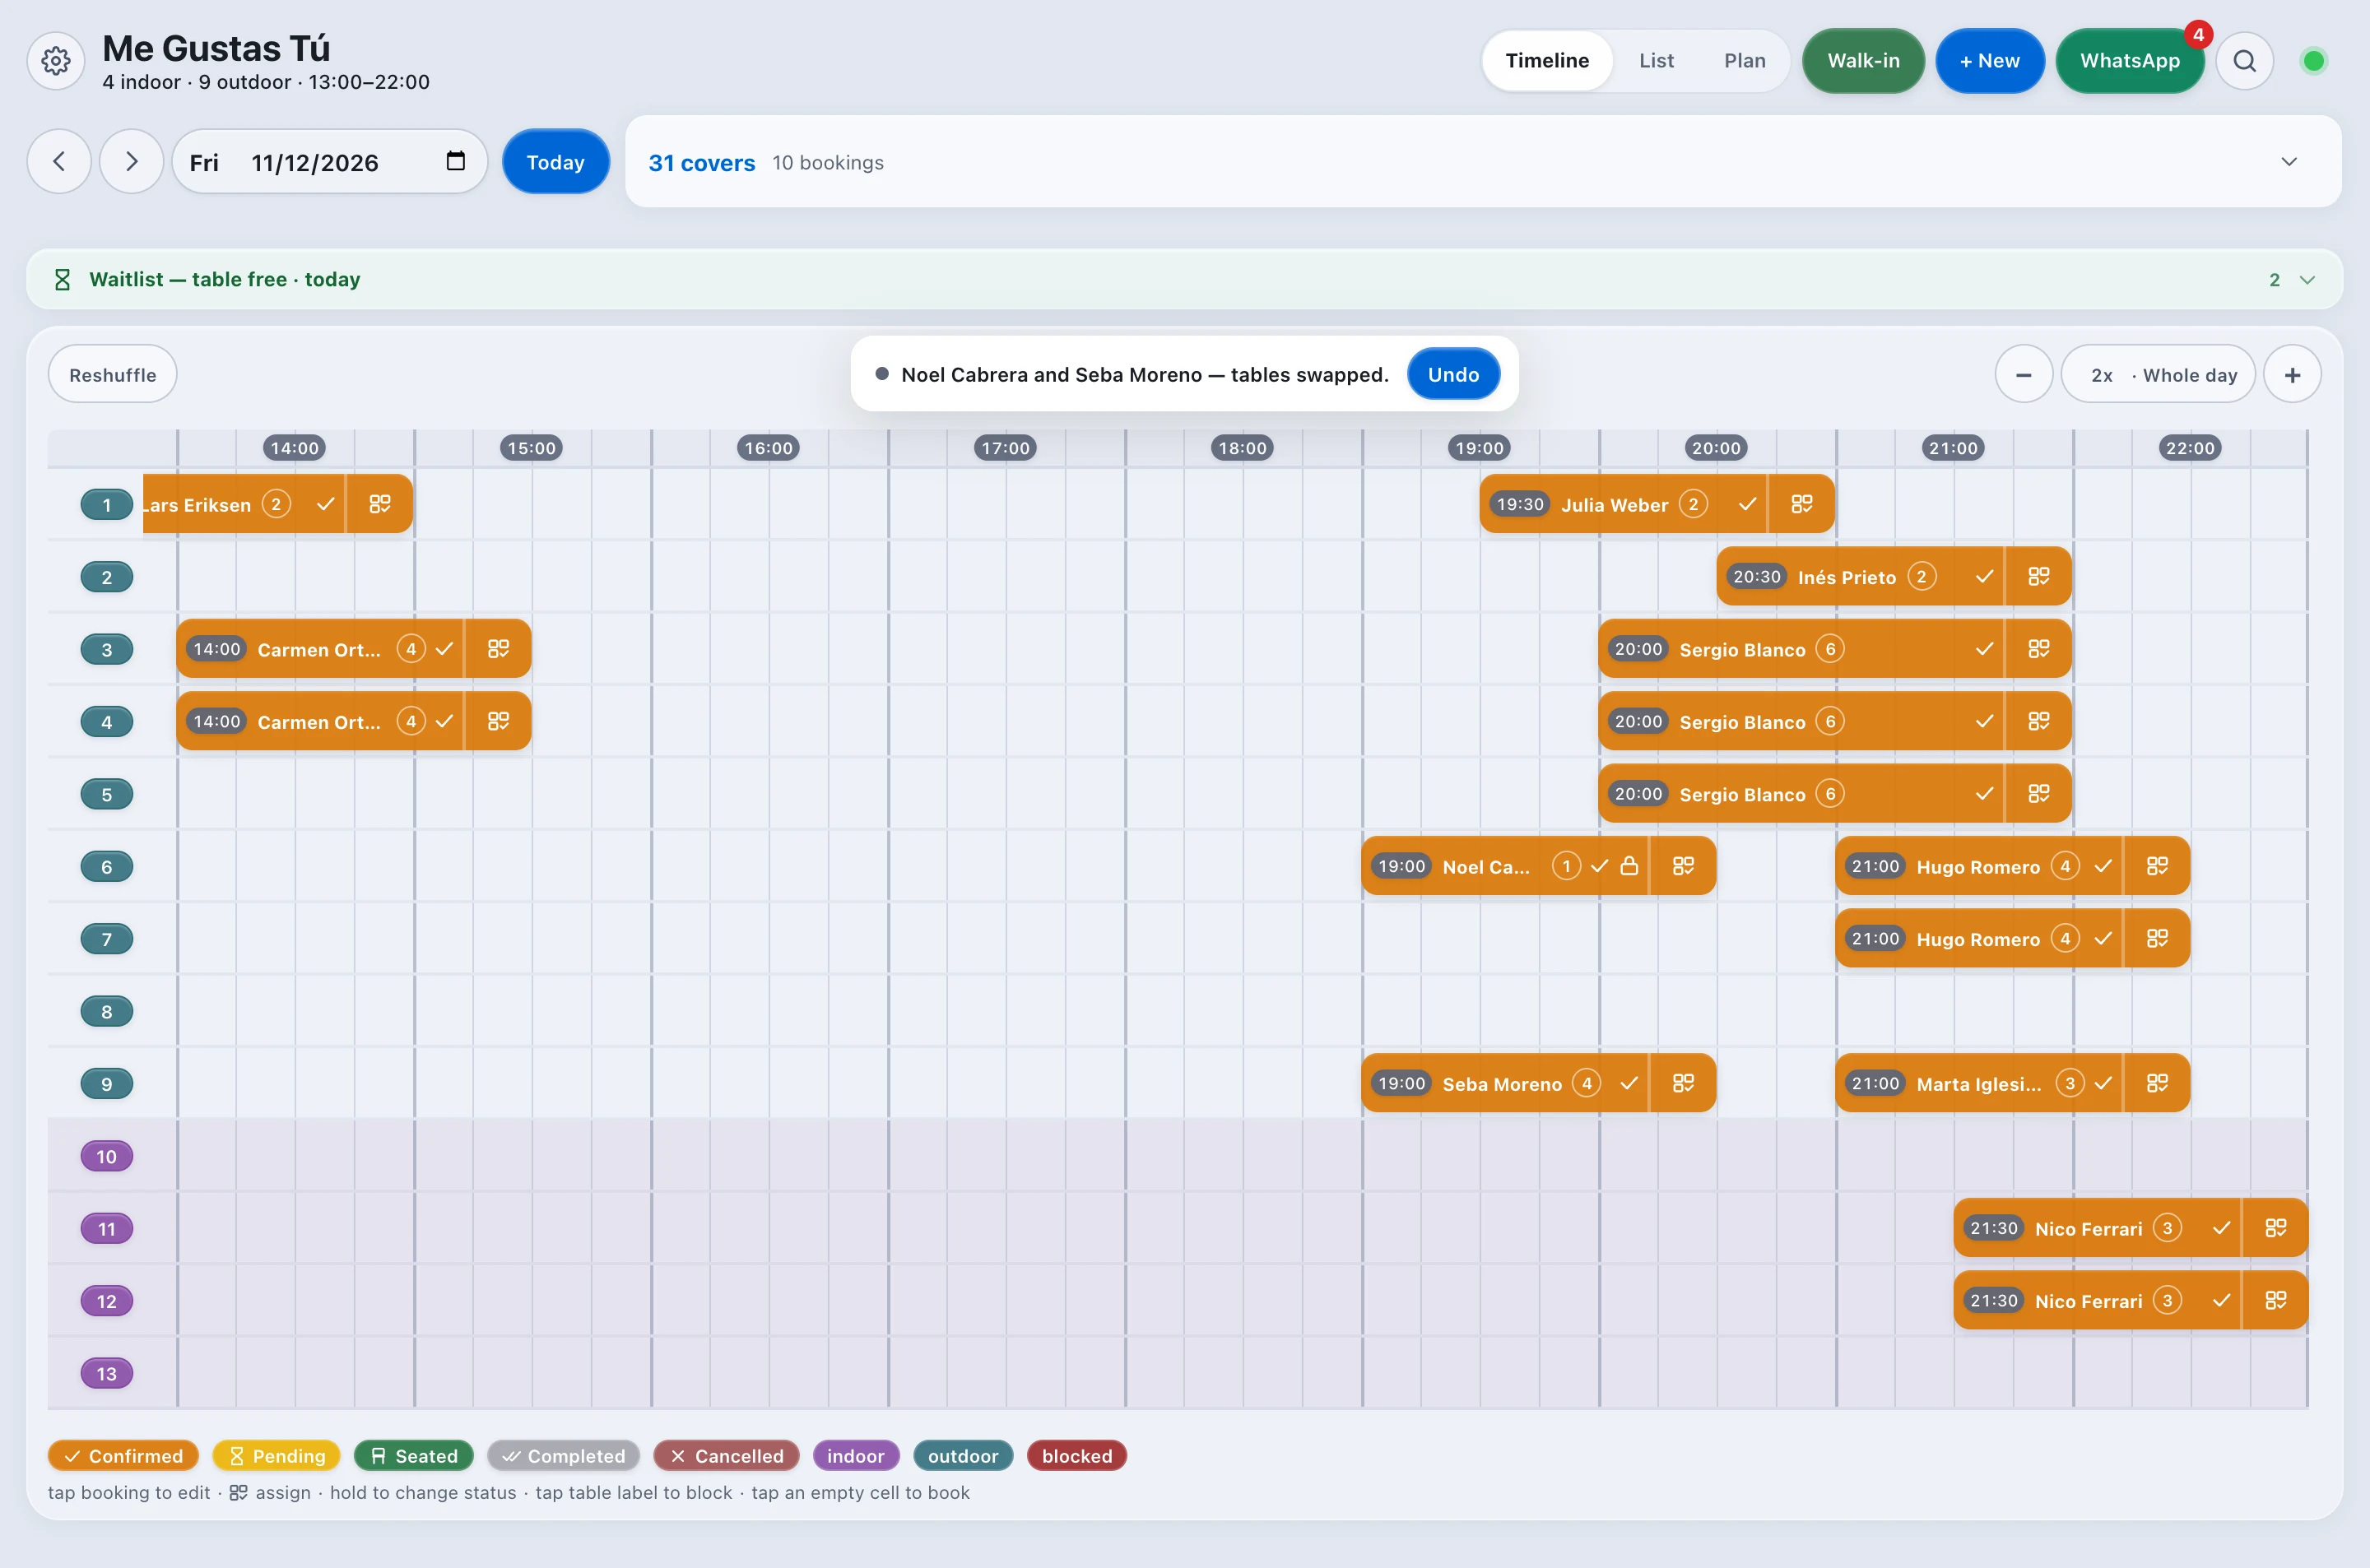 Me Gustas Tú
4 indoor · 9 outdoor · 13:00–22:00
Timeline List Plan Walk-in + New WhatsApp 4
Fri 11/12/2026 Today 31 covers 10 bookings
Waitlist — table free · today 2
Reshuffle Noel Cabrera and Seba Moreno — tables swapped. Undo − 2x · Whole day +
14:00 15:00 16:00 17:00 18:00 19:00 20:00 21:00 22:00
1 Lars Eriksen 2 19:30 Julia Weber 2
2 20:30 Inés Prieto 2
3 14:00 Carmen Ort... 4 20:00 Sergio Blanco 6
4 14:00 Carmen Ort... 4 20:00 Sergio Blanco 6
5 20:00 Sergio Blanco 6
6 19:00 Noel Ca... 1 21:00 Hugo Romero 4
7 21:00 Hugo Romero 4
8
9 19:00 Seba Moreno 4 21:00 Marta Iglesi... 3
10
11 21:30 Nico Ferrari 3
12 21:30 Nico Ferrari 3
13
Confirmed Pending Seated Completed Cancelled indoor outdoor blocked
tap booking to edit · assign · hold to change status · tap table label to block · tap an empty cell to book